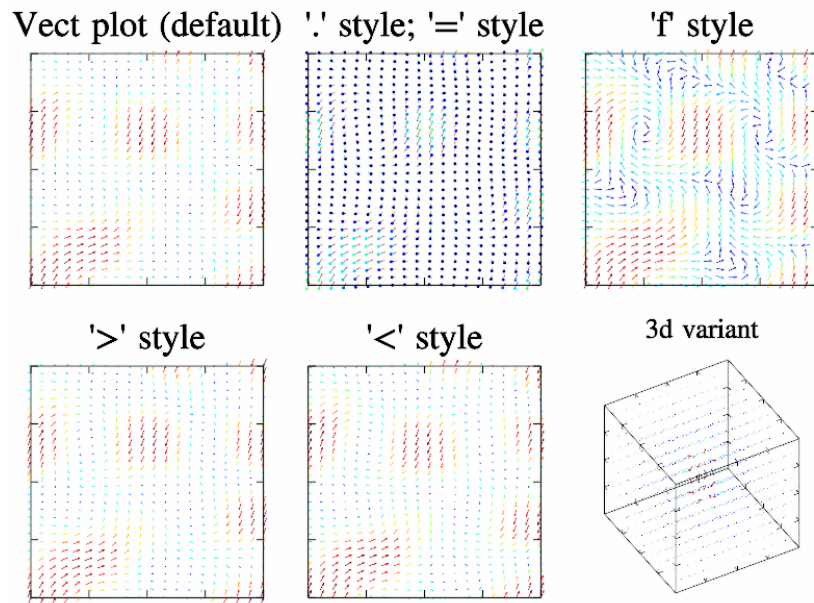 Vect plot (default)
'.' style; '=' style
'f' style
'>' style
'<' style
3d variant